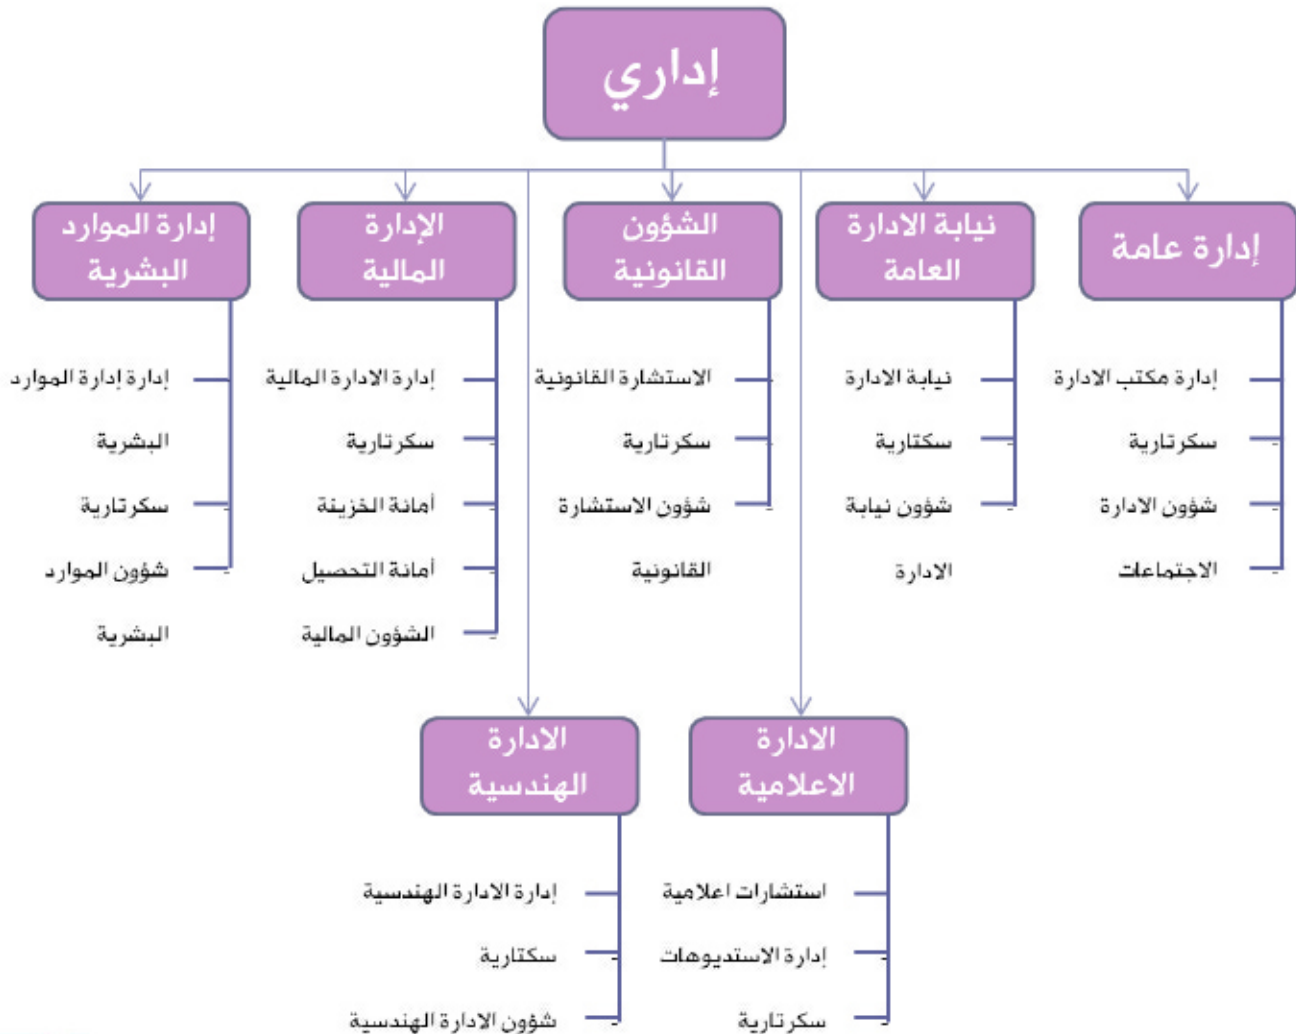 إداري
إدارة عامة
نيابة الادارة
العامة
الشؤون
القانونية
الإدارة
المالية
إدارة الموارد
البشرية
إدارة مكتب الادارة
سكرتارية
شؤون الادارة
الاجتماعات
نيابة الادارة
سكتارية
شؤون نيابة
الادارة
الاستشارة القانونية
سكرتارية
شؤون الاستشارة
القانونية
إدارة الادارة المالية
سكرتارية
أمانة الخزينة
أمانة التحصيل
الشؤون المالية
إدارة إدارة الموارد
البشرية
سكرتارية
شؤون الموارد
البشرية
الادارة
الاعلامية
الادارة
الهندسية
استشارات اعلامية
إدارة الاستديوهات
سكرتارية
إدارة الادارة الهندسية
سكتارية
شؤون الادارة الهندسية